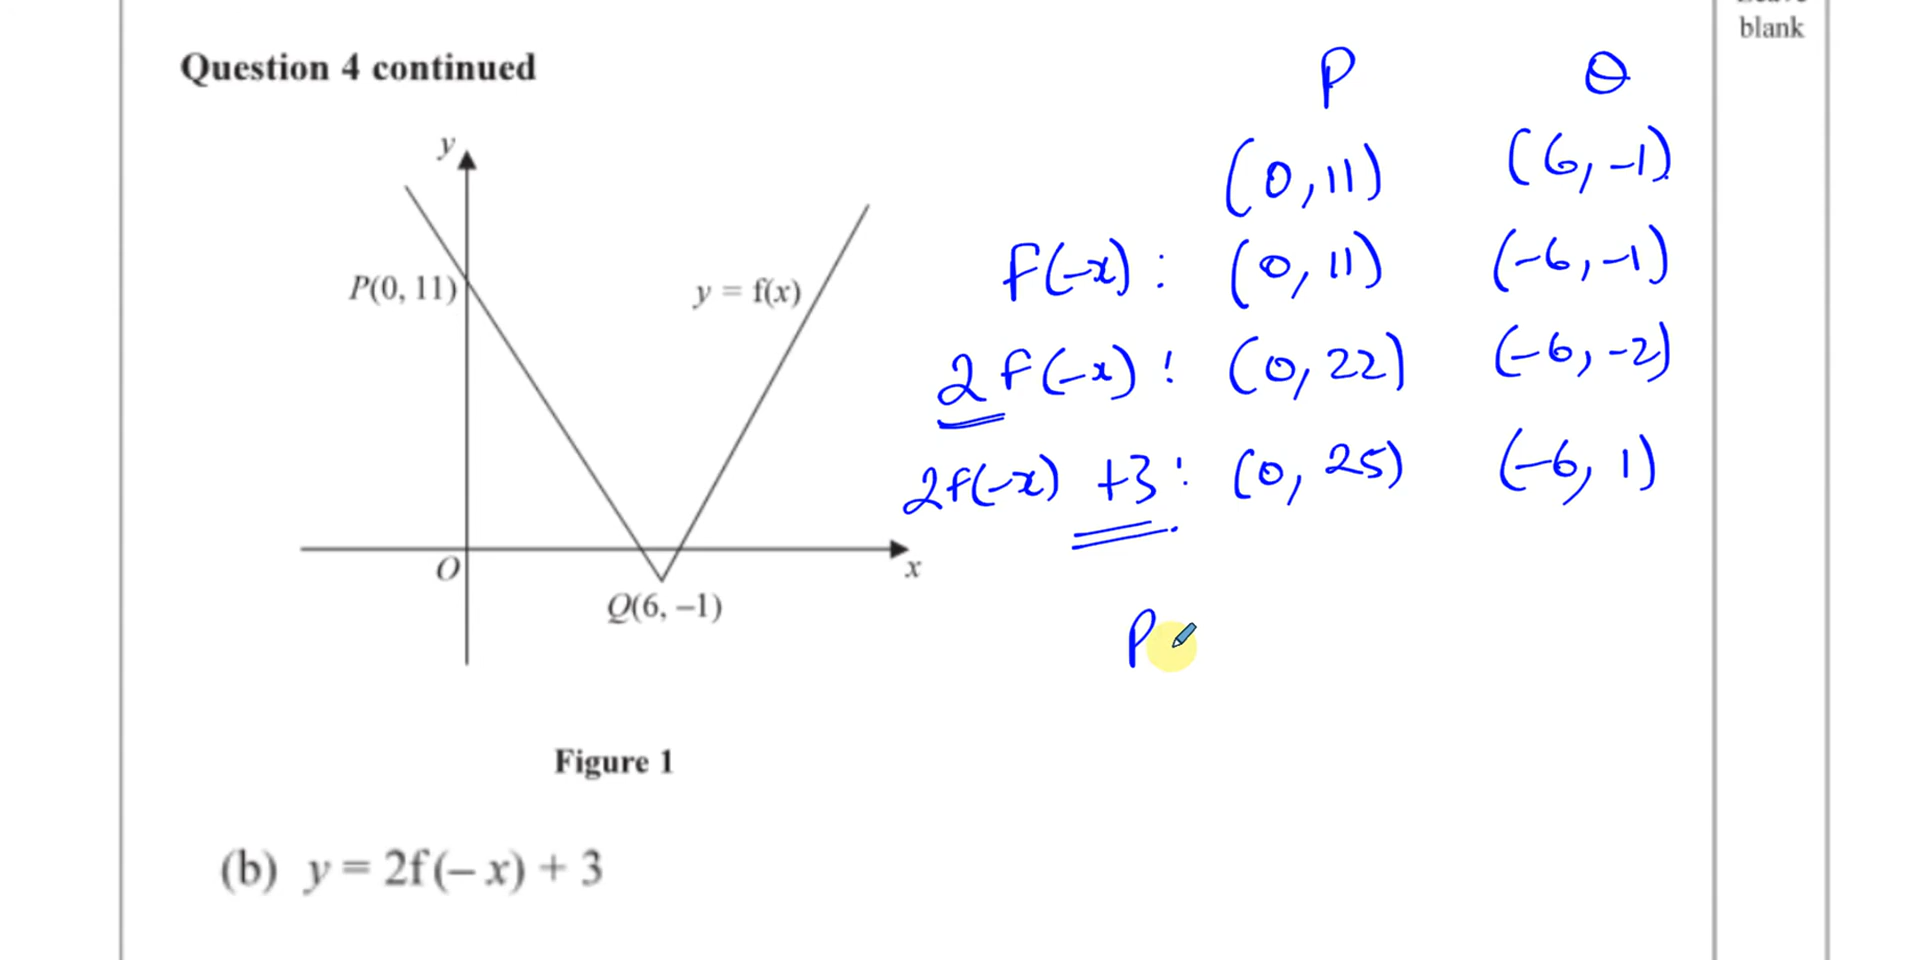 blank
Question 4 continued
P Q
(0, 11) (6, -1)
f(-x) : (0, 11) (-6, -1)
2f(-x) : (0, 22) (-6, -2)
2f(-x) +3 : (0, 25) (-6, 1)
P
y
P(0, 11)
y = f(x)
O
x
Q(6, –1)
Figure 1
(b) y = 2f(– x) + 3